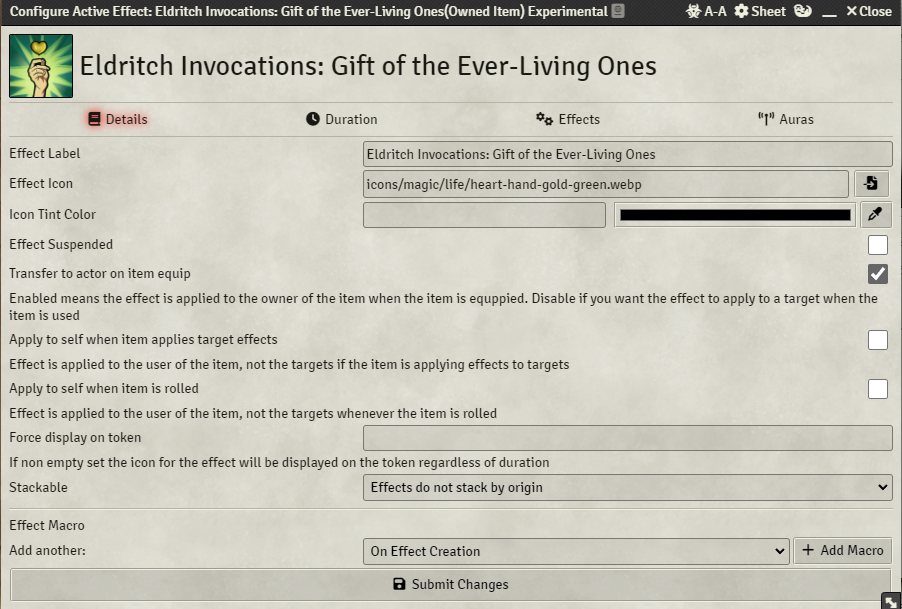 Configure Active Effect: Eldritch Invocations: Gift of the Ever-Living Ones(Owned Item) Experimental A-A Sheet Close
Eldritch Invocations: Gift of the Ever-Living Ones
Details Duration Effects Auras
Effect Label Eldritch Invocations: Gift of the Ever-Living Ones
Effect Icon icons/magic/life/heart-hand-gold-green.webp
Icon Tint Color
Effect Suspended
Transfer to actor on item equip
Enabled means the effect is applied to the owner of the item when the item is equppied. Disable if you want the effect to apply to a target when the
item is used
Apply to self when item applies target effects
Effect is applied to the user of the item, not the targets if the item is applying effects to targets
Apply to self when item is rolled
Effect is applied to the user of the item, not the targets whenever the item is rolled
Force display on token
If non empty set the icon for the effect will be displayed on the token regardless of duration
Stackable Effects do not stack by origin
Effect Macro
Add another: On Effect Creation + Add Macro
Submit Changes